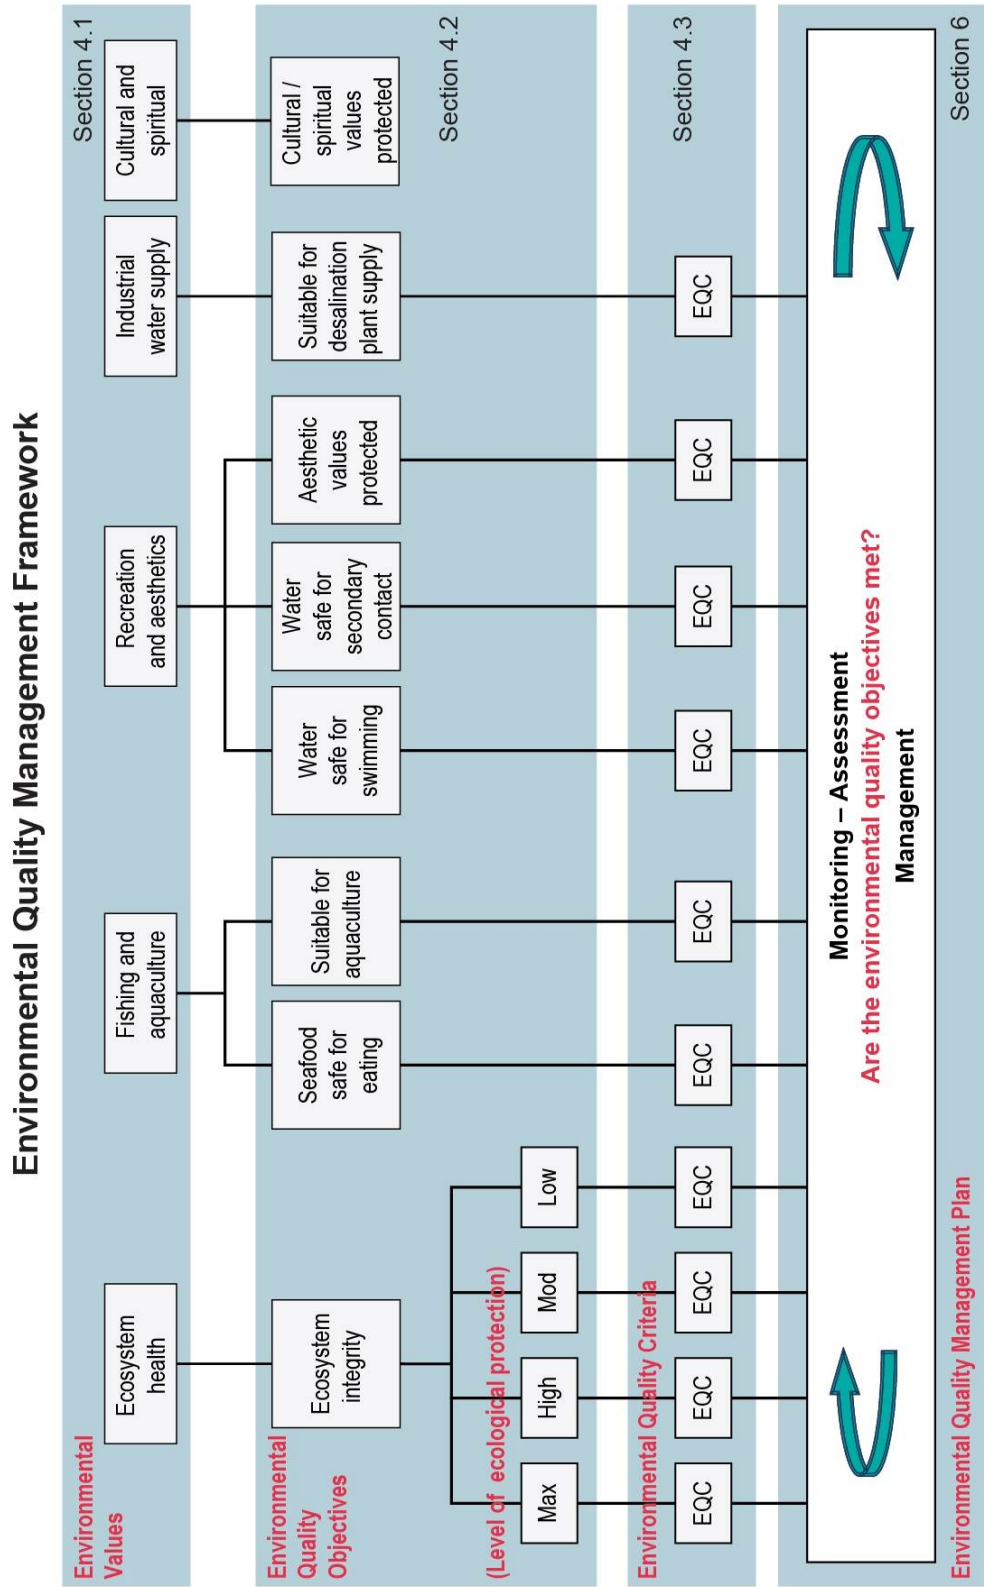 Environmental Quality Management Framework
Environmental
Values
Section 4.1
Ecosystem
health
Fishing and
aquaculture
Recreation
and aesthetics
Industrial
water supply
Cultural and
spiritual
Environmental
Quality
Objectives
Ecosystem
integrity
Seafood
safe for
eating
Suitable for
aquaculture
Water
safe for
swimming
Water
safe for
secondary
contact
Aesthetic
values
protected
Suitable for
desalination
plant supply
Cultural /
spiritual
values
protected
Section 4.2
(Level of ecological protection)
Max
High
Mod
Low
Environmental Quality Criteria
Section 4.3
EQC
EQC
EQC
EQC
EQC
EQC
EQC
EQC
EQC
EQC
Monitoring – Assessment
Are the environmental quality objectives met?
Management
Environmental Quality Management Plan
Section 6